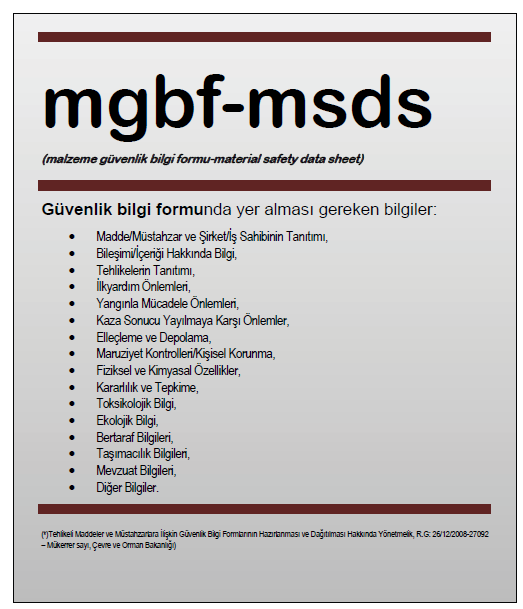 mgbf-msds
(malzeme güvenlik bilgi formu-material safety data sheet)
Güvenlik bilgi formunda yer alması gereken bilgiler:
• Madde/Müstahzar ve Şirket/İş Sahibinin Tanıtımı,
• Bileşimi/İçeriği Hakkında Bilgi,
• Tehlikelerin Tanıtımı,
• İlkyardım Önlemleri,
• Yangınla Mücadele Önlemleri,
• Kaza Sonucu Yayılmaya Karşı Önlemler,
• Elleçleme ve Depolama,
• Maruziyet Kontrolleri/Kişisel Korunma,
• Fiziksel ve Kimyasal Özellikler,
• Kararlılık ve Tepkime,
• Toksikolojik Bilgi,
• Ekolojik Bilgi,
• Bertaraf Bilgileri,
• Taşımacılık Bilgileri,
• Mevzuat Bilgileri,
• Diğer Bilgiler.
(*)Tehlikeli Maddeler ve Müstahzarlara İlişkin Güvenlik Bilgi Formlarının Hazırlanması ve Dağıtılması Hakkında Yönetmelik, R.G: 26/12/2008-27092
– Mükerrer sayı, Çevre ve Orman Bakanlığı)